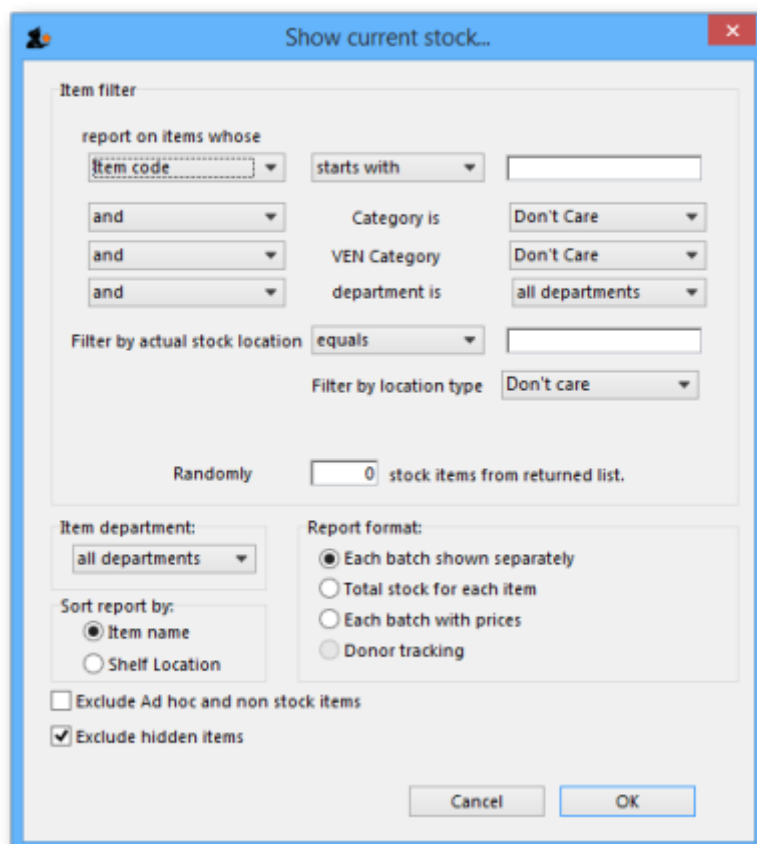 Show current stock...
Item filter
report on items whose
Item code starts with
and Category is Don't Care
and VEN Category Don't Care
and department is all departments
Filter by actual stock location equals
Filter by location type Don't care
Randomly 0 stock items from returned list.
Item department:
all departments
Sort report by:
Item name
Shelf Location
Report format:
Each batch shown separately
Total stock for each item
Each batch with prices
Donor tracking
Exclude Ad hoc and non stock items
Exclude hidden items
Cancel OK